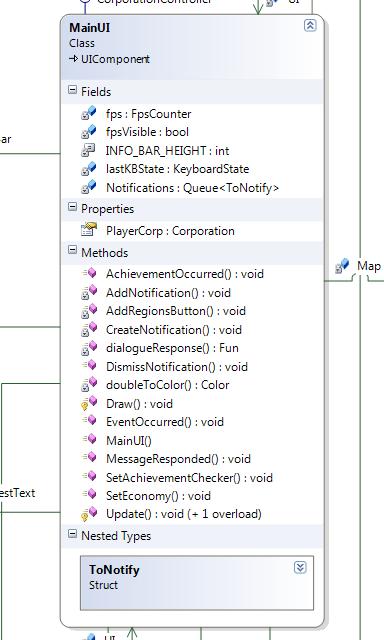 CorporationController
UI
MainUI
Class
UIComponent
Fields
fps : FpsCounter
fpsVisible : bool
INFO_BAR_HEIGHT : int
lastKBState : KeyboardState
Notifications : Queue<ToNotify>
Properties
PlayerCorp : Corporation
Methods
AchievementOccurred() : void
AddNotification() : void
AddRegionsButton() : void
CreateNotification() : void
dialogueResponse() : Fun
DismissNotification() : void
doubleToColor() : Color
Draw() : void
EventOccurred() : void
MainUI()
MessageResponded() : void
SetAchievementChecker() : void
SetEconomy() : void
Update() : void (+ 1 overload)
Nested Types
ToNotify
Struct
ar
Map
estText
UI